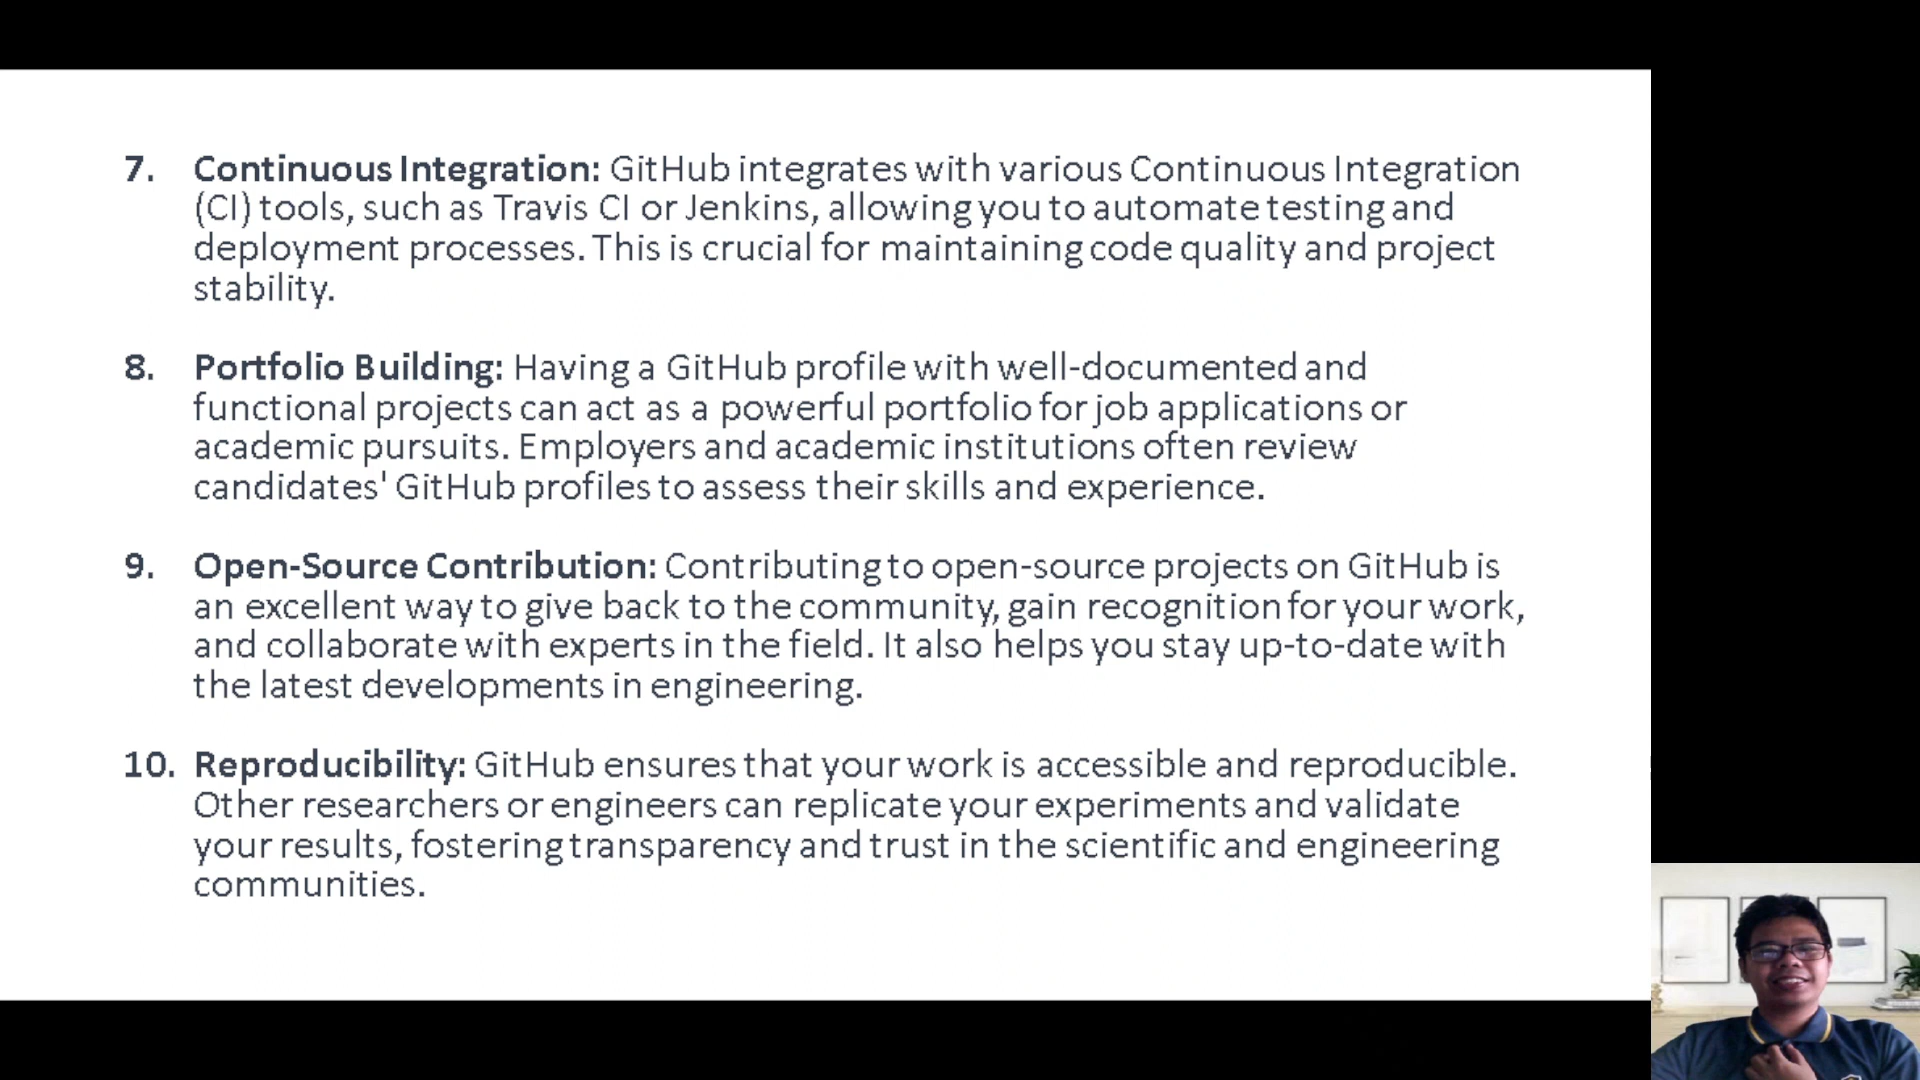 7. Continuous Integration: GitHub integrates with various Continuous Integration
(CI) tools, such as Travis CI or Jenkins, allowing you to automate testing and
deployment processes. This is crucial for maintaining code quality and project
stability.
8. Portfolio Building: Having a GitHub profile with well-documented and
functional projects can act as a powerful portfolio for job applications or
academic pursuits. Employers and academic institutions often review
candidates' GitHub profiles to assess their skills and experience.
9. Open-Source Contribution: Contributing to open-source projects on GitHub is
an excellent way to give back to the community, gain recognition for your work,
and collaborate with experts in the field. It also helps you stay up-to-date with
the latest developments in engineering.
10. Reproducibility: GitHub ensures that your work is accessible and reproducible.
Other researchers or engineers can replicate your experiments and validate
your results, fostering transparency and trust in the scientific and engineering
communities.